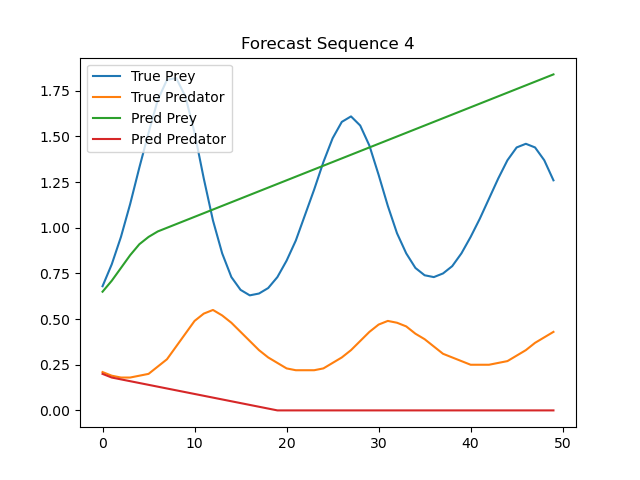 Forecast Sequence 4
True Prey
True Predator
Pred Prey
Pred Predator
1.75
1.50
1.25
1.00
0.75
0.50
0.25
0.00
0 10 20 30 40 50